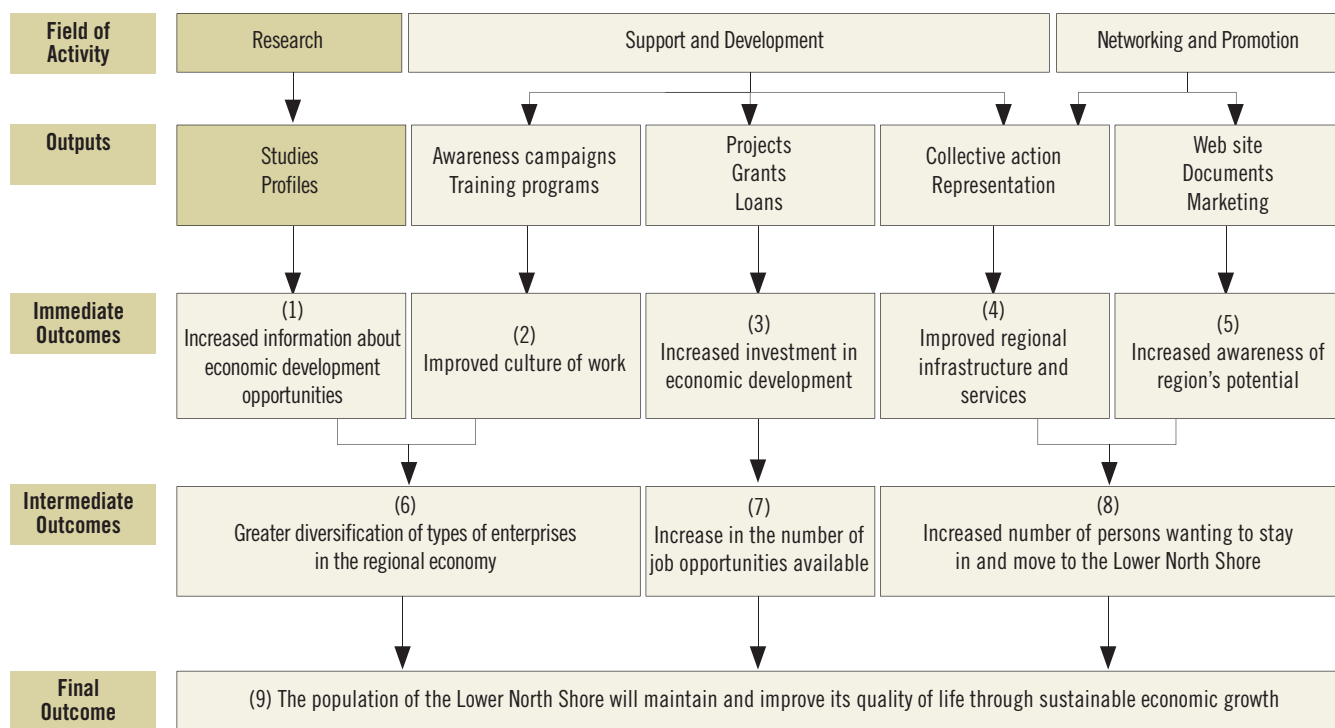 Field of
Activity
Research
Support and Development
Networking and Promotion
Outputs
Studies
Profiles
Awareness campaigns
Training programs
Projects
Grants
Loans
Collective action
Representation
Web site
Documents
Marketing
Immediate
Outcomes
(1)
Increased information about
economic development
opportunities
(2)
Improved culture of work
(3)
Increased investment in
economic development
(4)
Improved regional
infrastructure and
services
(5)
Increased awareness of
region's potential
Intermediate
Outcomes
(6)
Greater diversification of types of enterprises
in the regional economy
(7)
Increase in the number of
job opportunities available
(8)
Increased number of persons wanting to stay
in and move to the Lower North Shore
Final
Outcome
(9) The population of the Lower North Shore will maintain and improve its quality of life through sustainable economic growth